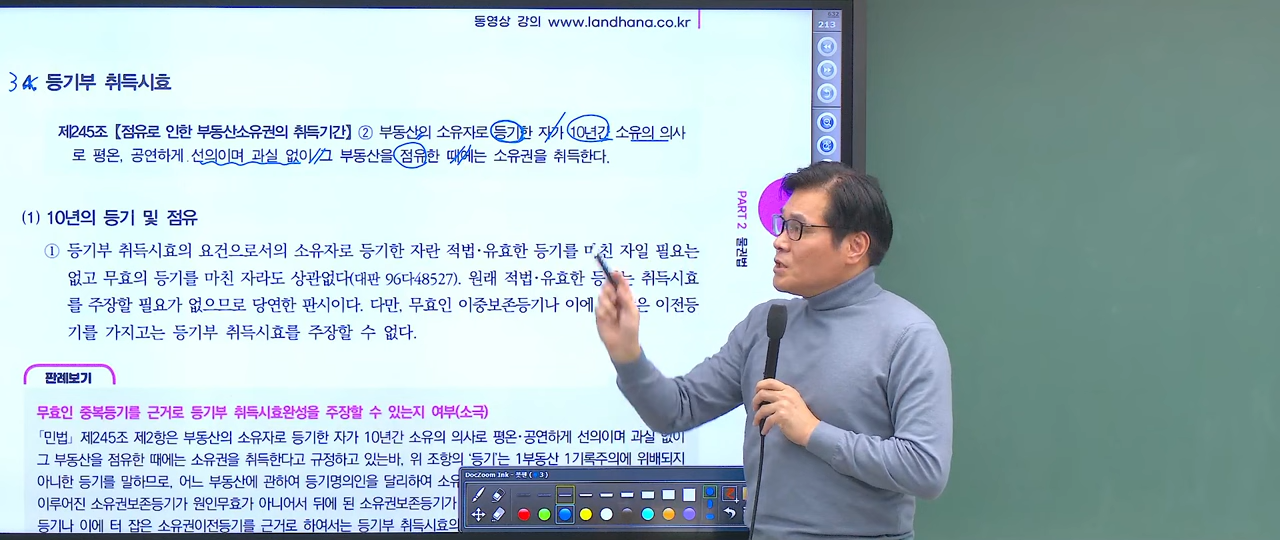 동영상 강의 www.landhana.co.kr
213
3 4. 등기부 취득시효
제245조 【점유로 인한 부동산소유권의 취득기간】 ② 부동산의 소유자로 등기한 자가 10년간 소유의 의사
로 평온, 공연하게 선의이며 과실 없이 그 부동산을 점유한 때에는 소유권을 취득한다.
PART 2 물권법
(1) 10년의 등기 및 점유
① 등기부 취득시효의 요건으로서의 소유자로 등기한 자란 적법·유효한 등기를 마친 자일 필요는
없고 무효의 등기를 마친 자라도 상관없다(대판 96다48527). 원래 적법·유효한 는 취득시효
를 주장할 필요가 없으므로 당연한 판시이다. 다만, 무효인 이중보존등기나 이에 은 이전등
기를 가지고는 등기부 취득시효를 주장할 수 없다.
판례보기
무효인 중복등기를 근거로 등기부 취득시효완성을 주장할 수 있는지 여부(소극)
「민법」 제245조 제2항은 부동산의 소유자로 등기한 자가 10년간 소유의 의사로 평온·공연하게 선의이며 과실 없이
그 부동산을 점유한 때에는 소유권을 취득한다고 규정하고 있는바, 위 조항의 '등기'는 1부동산 1기록주의에 위배되지
아니한 등기를 말하므로, 어느 부동산에 관하여 등기명의인을 달리하여 소유
이루어진 소유권보존등기가 원인무효가 아니어서 뒤에 된 소유권보존등기가
등기나 이에 터 잡은 소유권이전등기를 근거로 하여서는 등기부 취득시효의
DocZoom Ink - 붓펜 ( 3 )